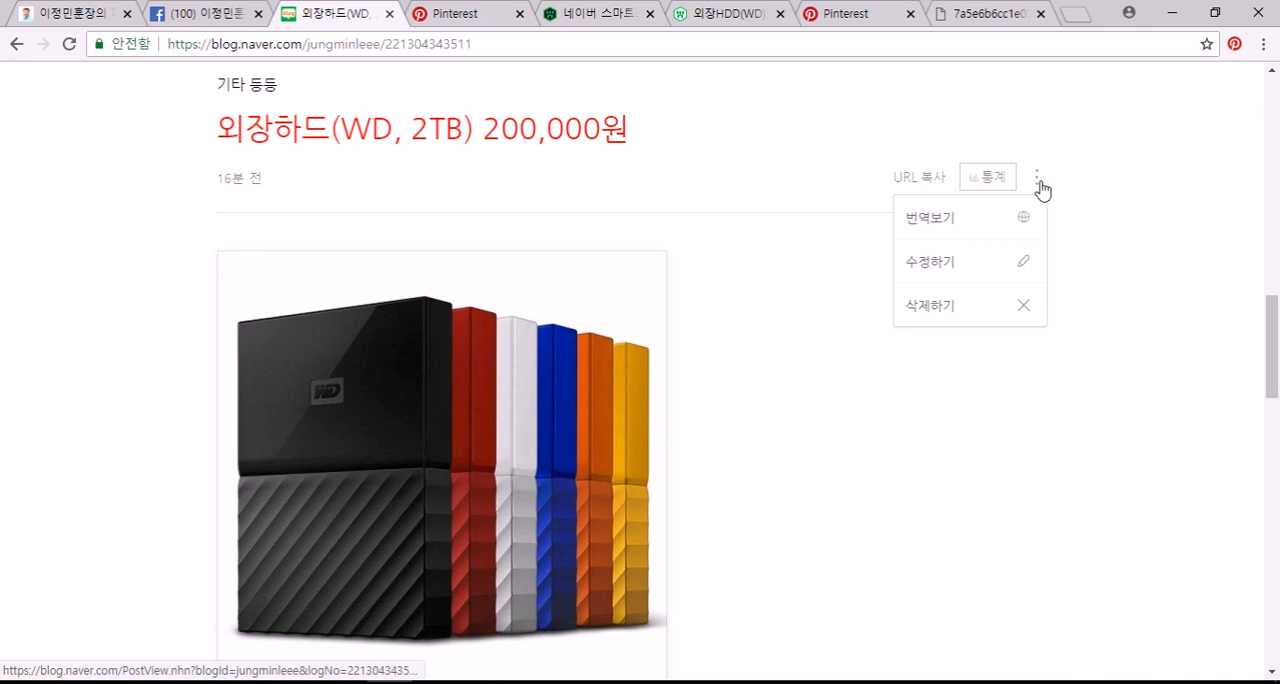 이정민훈장의
(100) 이정민훈
외장하드(WD,
Pinterest
네이버 스마트
외장HDD(WD)
Pinterest
7a5e6b6cc1e0
안전함
https://blog.naver.com/jungminleee/221304343511
기타 등등
외장하드(WD, 2TB) 200,000원
16분 전
URL 복사
통계
번역보기
수정하기
삭제하기
WD
https://blog.naver.com/PostView.nhn?blogId=jungminleee&logNo=2213043435...